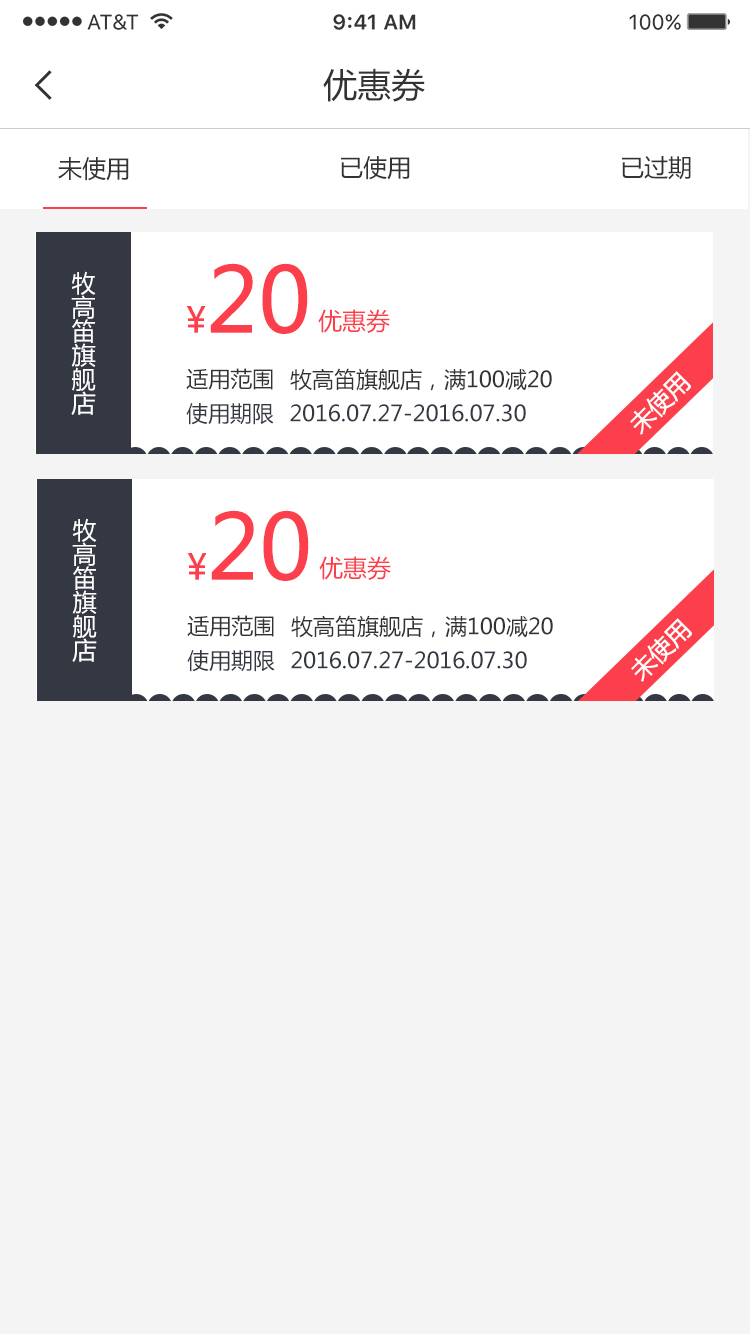 AT&T 9:41 AM 100%
优惠券
未使用 已使用 已过期
牧高笛旗舰店
¥20 优惠券
适用范围 牧高笛旗舰店，满100减20
使用期限 2016.07.27-2016.07.30
未使用
牧高笛旗舰店
¥20 优惠券
适用范围 牧高笛旗舰店，满100减20
使用期限 2016.07.27-2016.07.30
未使用